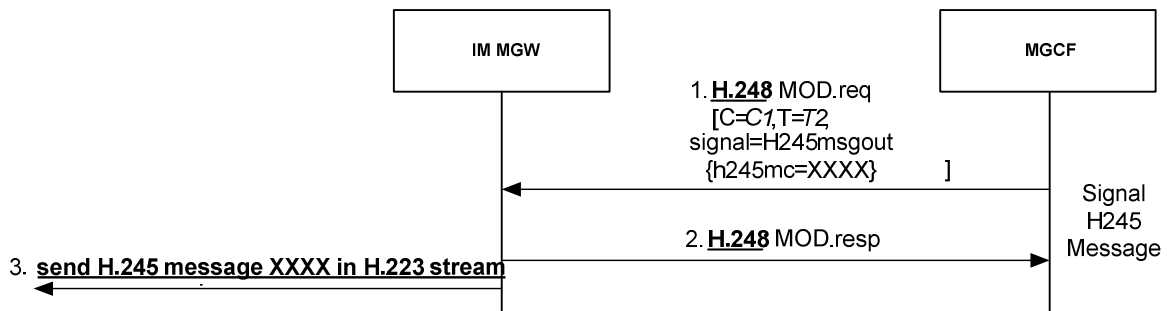 IM MGW
MGCF
1. H.248 MOD.req
[C=C1,T=T2,
signal=H245msgout
{h245mc=XXXX} ]
Signal
H245
Message
2. H.248 MOD.resp
3. send H.245 message XXXX in H.223 stream